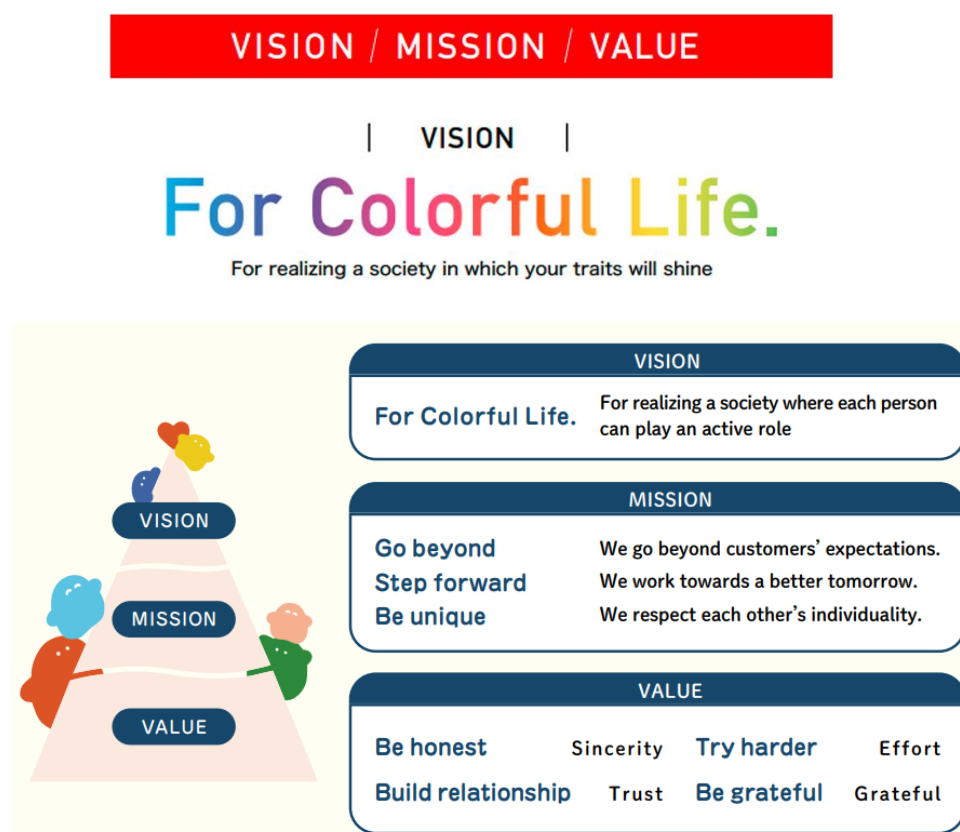 VISION / MISSION / VALUE
| VISION |
For Colorful Life.
For realizing a society in which your traits will shine
VISION
MISSION
VALUE
VISION
For Colorful Life.
For realizing a society where each person
can play an active role
MISSION
Go beyond We go beyond customers’ expectations.
Step forward We work towards a better tomorrow.
Be unique We respect each other’s individuality.
VALUE
Be honest Sincerity Try harder Effort
Build relationship Trust Be grateful Grateful